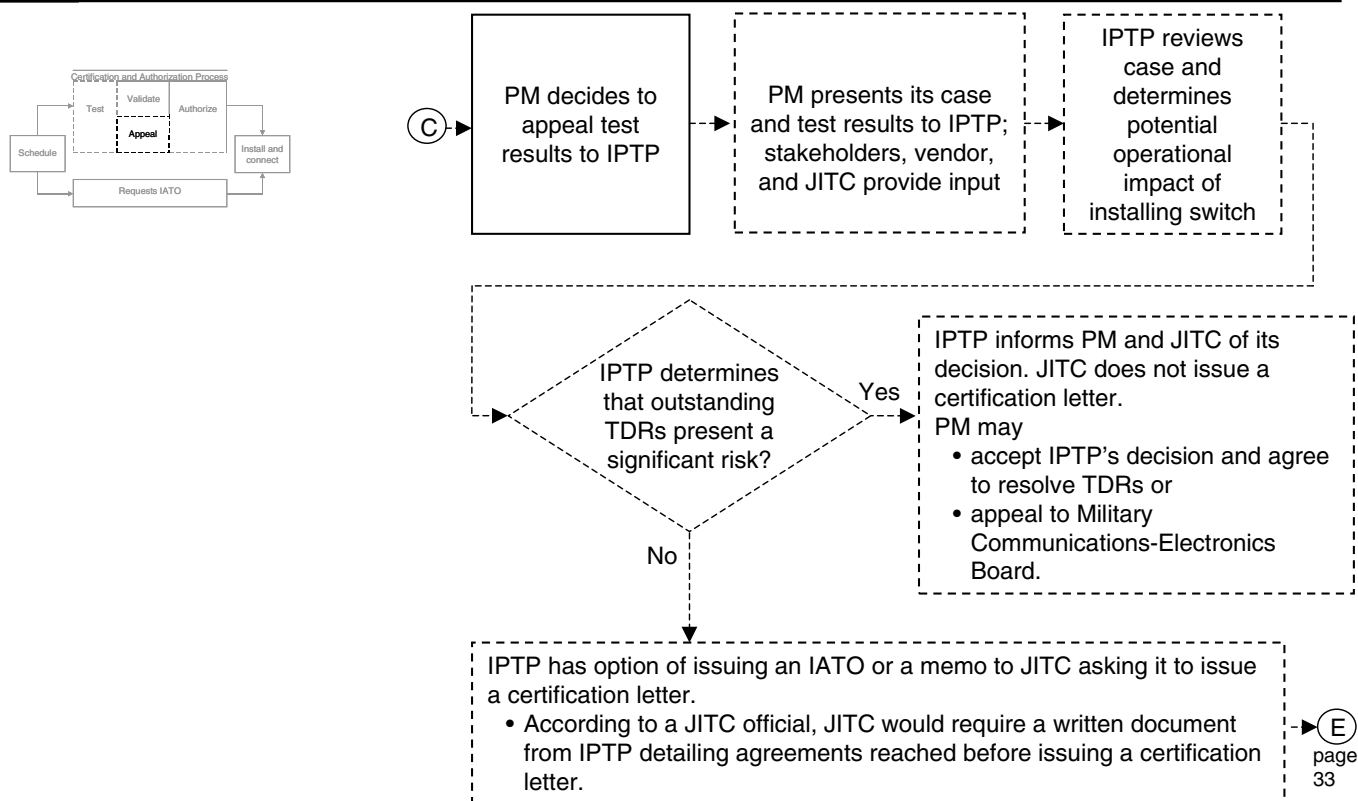 Certification and Authorization Process
Test
Validate
Authorize
Appeal
Schedule
Install and
connect
Requests IATO
C
PM decides to
appeal test
results to IPTP
PM presents its case
and test results to IPTP;
stakeholders, vendor,
and JITC provide input
IPTP reviews
case and
determines
potential
operational
impact of
installing switch
IPTP determines
that outstanding
TDRs present a
significant risk?
Yes
IPTP informs PM and JITC of its
decision. JITC does not issue a
certification letter.
PM may
• accept IPTP's decision and agree
to resolve TDRs or
• appeal to Military
Communications-Electronics
Board.
No
IPTP has option of issuing an IATO or a memo to JITC asking it to issue
a certification letter.
• According to a JITC official, JITC would require a written document
from IPTP detailing agreements reached before issuing a certification
letter.
E
page
33